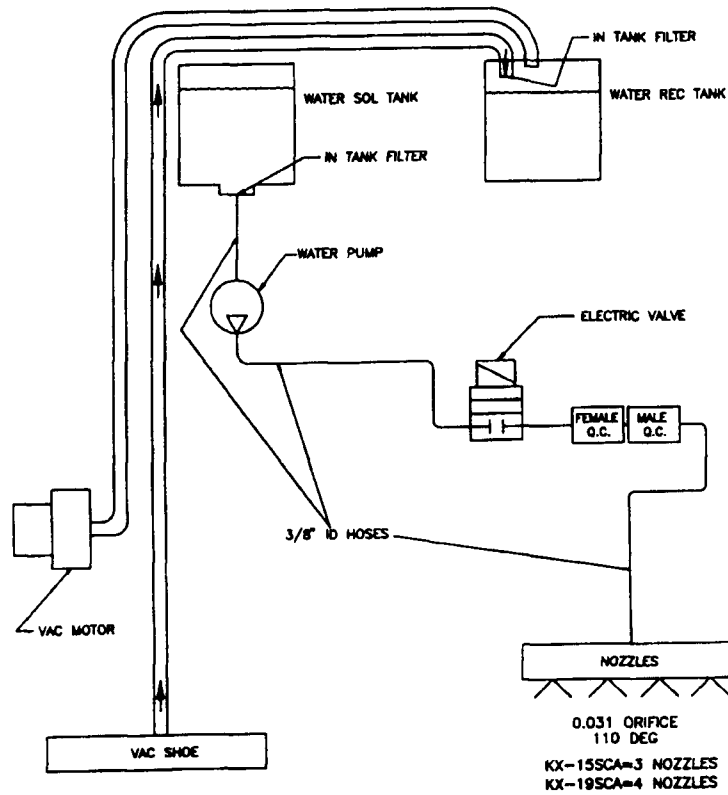 IN TANK FILTER
WATER SOL TANK
WATER REC TANK
IN TANK FILTER
WATER PUMP
ELECTRIC VALVE
FEMALE
Q.C.
MALE
Q.C.
3/8" ID HOSES
VAC MOTOR
NOZZLES
VAC SHOE
0.031 ORIFICE
110 DEG
KX-15SCA=3 NOZZLES
KX-19SCA=4 NOZZLES